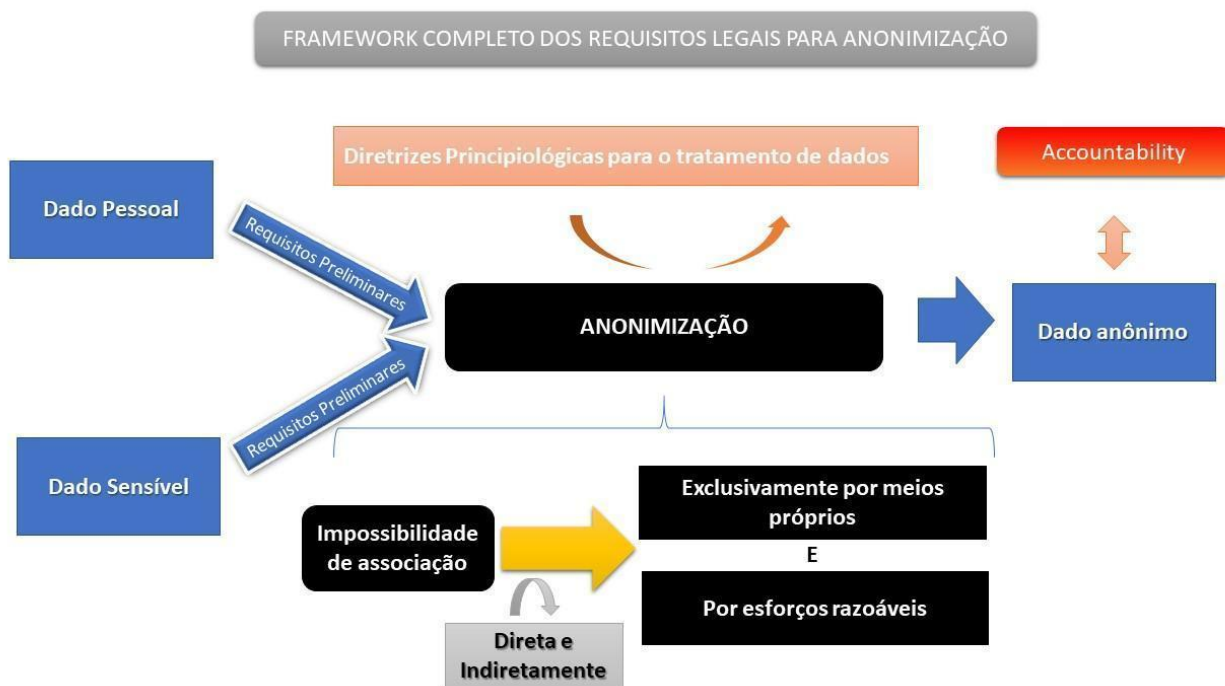 FRAMEWORK COMPLETO DOS REQUISITOS LEGAIS PARA ANONIMIZAÇÃO
Diretrizes Principiológicas para o tratamento de dados
Accountability
Dado Pessoal
Requisitos Preliminares
ANONIMIZAÇÃO
Dado anônimo
Requisitos Preliminares
Dado Sensível
Impossibilidade
de associação
Exclusivamente por meios
próprios
E
Por esforços razoáveis
Direta e
Indiretamente